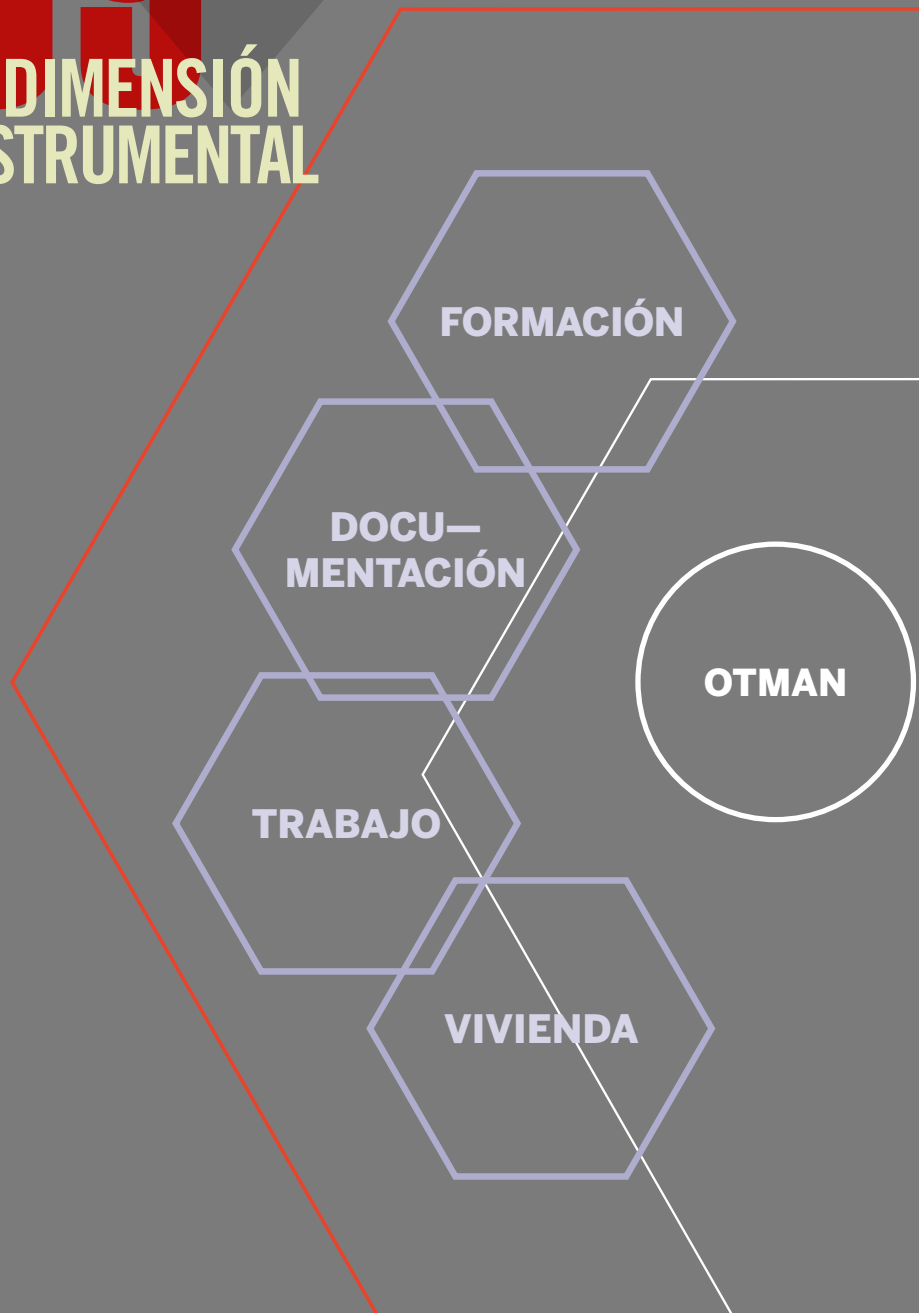 DIMENSIÓN
STRUMENTAL
FORMACIÓN
DOCU—
MENTACIÓN
OTMAN
TRABAJO
VIVIENDA